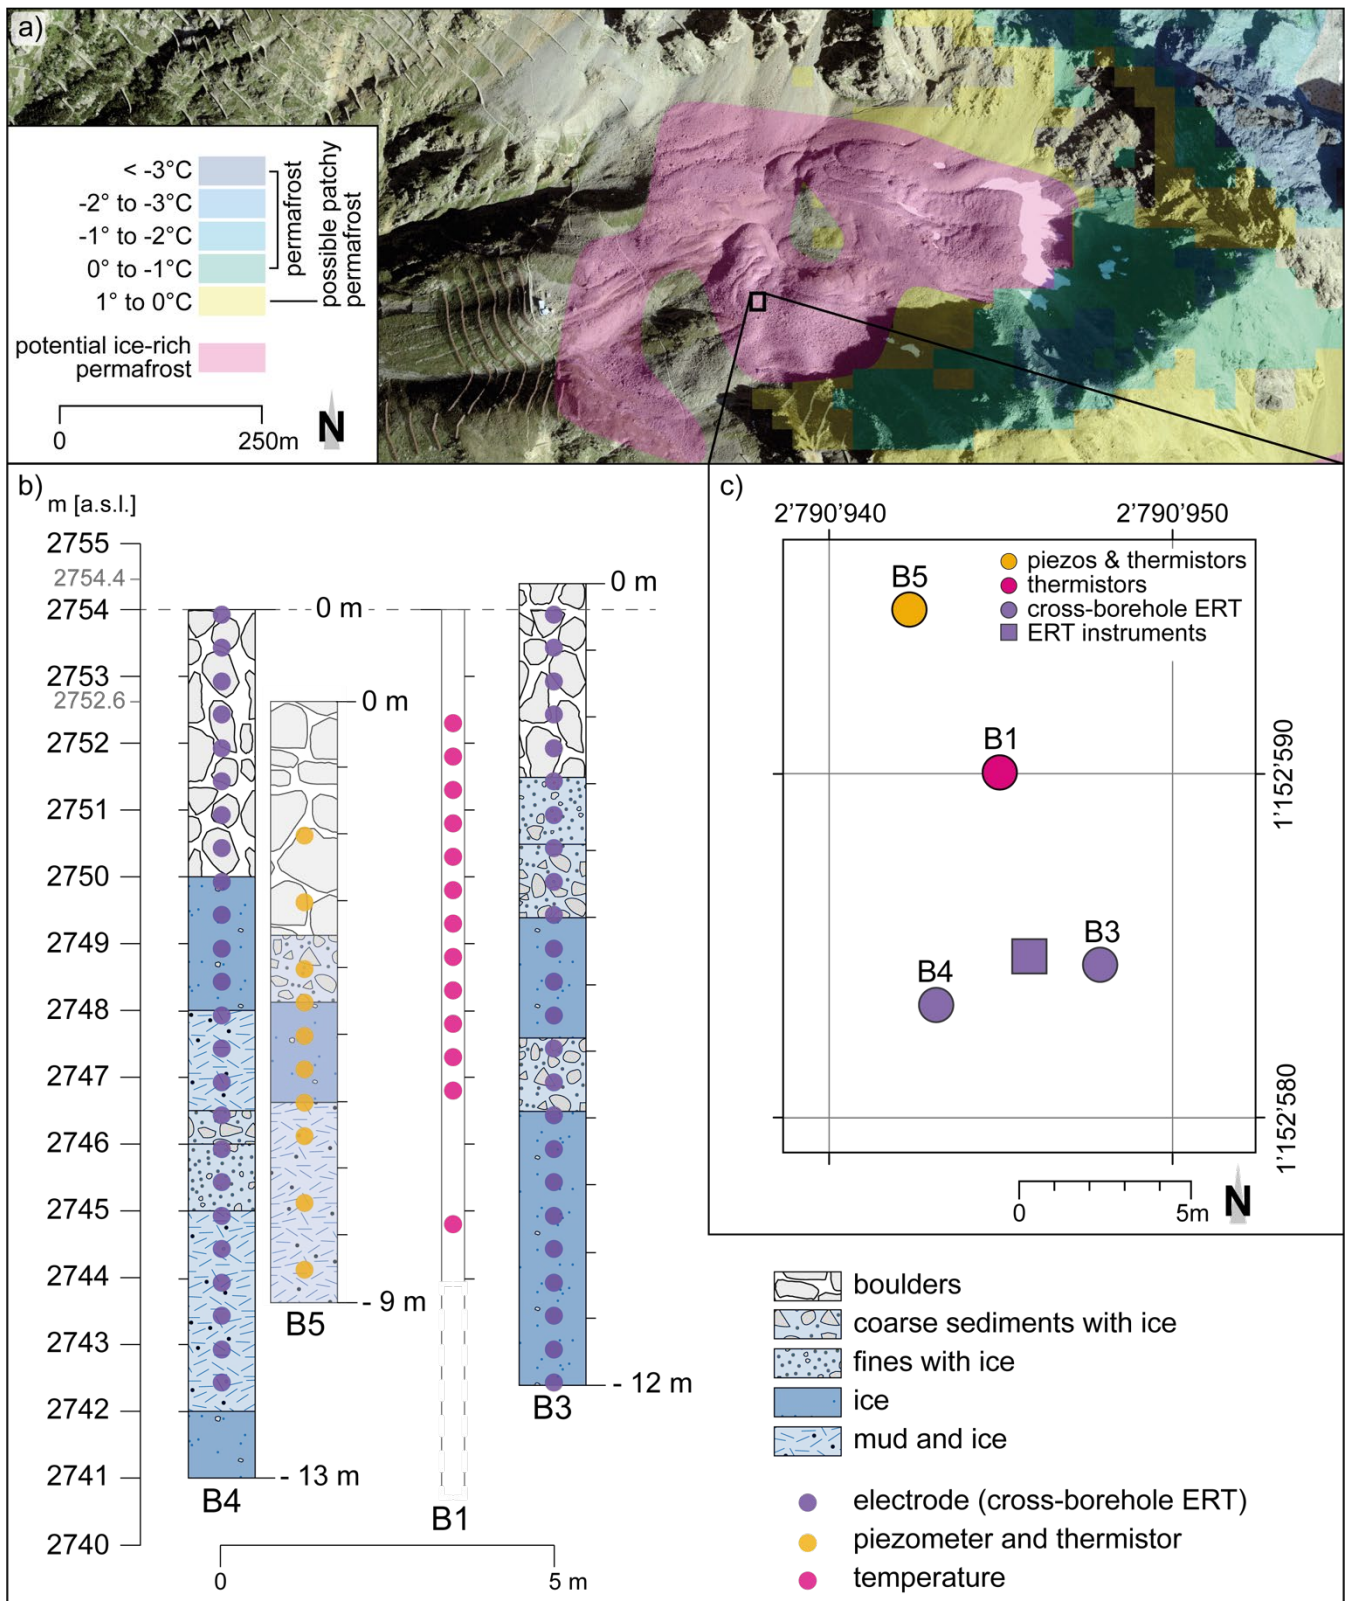 a)
< -3°C
-2° to -3°C
-1° to -2°C
0° to -1°C
1° to 0°C
permafrost
possible patchy
permafrost
potential ice-rich
permafrost
0 250m N
b)
m [a.s.l.]
2755
2754.4
2754
2753
2752.6
2752
2751
2750
2749
2748
2747
2746
2745
2744
2743
2742
2741
2740
0 m
0 m
0 m
- 9 m
- 12 m
- 13 m
B4
B5
B1
B3
0 5 m
c)
2'790'940 2'790'950
piezos & thermistors
thermistors
cross-borehole ERT
ERT instruments
B5
B1
B3
B4
1'152'590
1'152'580
0 5m N
boulders
coarse sediments with ice
fines with ice
ice
mud and ice
electrode (cross-borehole ERT)
piezometer and thermistor
temperature